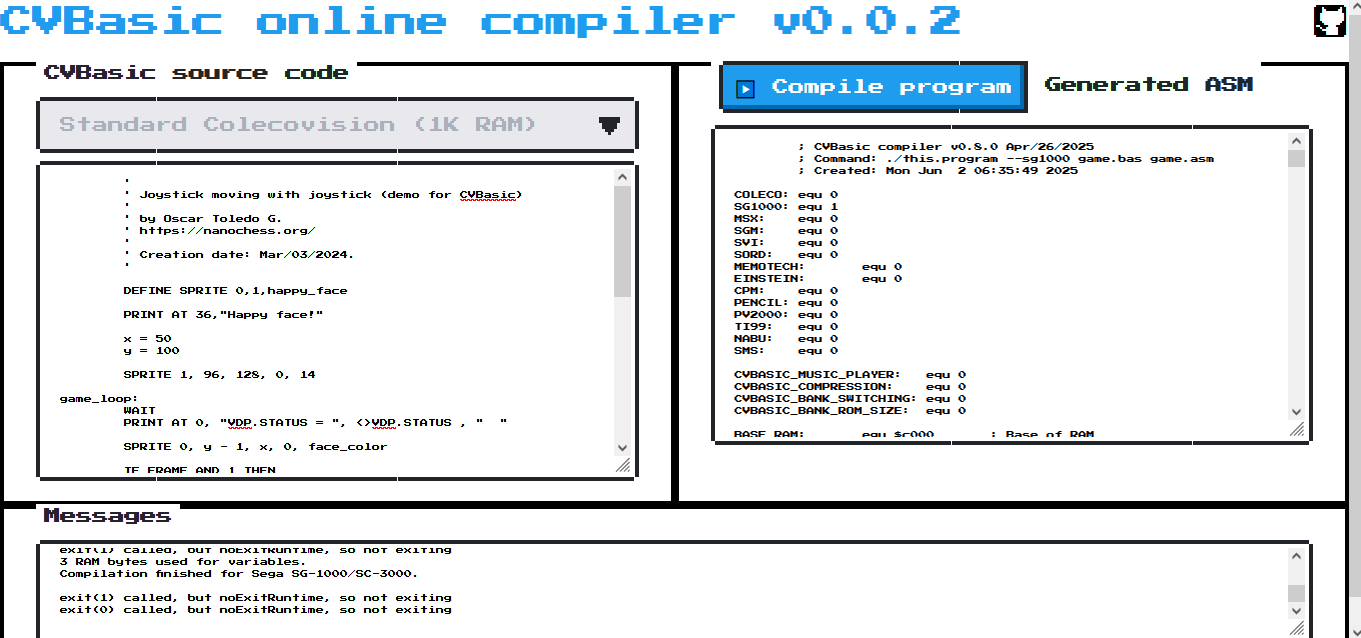 CVBasic online compiler v0.0.2
CVBasic source code
Standard Colecovision (1K RAM)
'
' Joystick moving with joystick (demo for CVBasic)
'
' by Oscar Toledo G.
' https://nanochess.org/
'
' Creation date: Mar/03/2024.
'
DEFINE SPRITE 0,1,happy_face
PRINT AT 36,"Happy face!"
x = 50
y = 100
SPRITE 1, 96, 128, 0, 14
game_loop:
WAIT
PRINT AT 0, "VDP.STATUS = ", <>VDP.STATUS , "  "
SPRITE 0, y - 1, x, 0, face_color
IF FRAME AND 1 THEN
Compile program
Generated ASM
; CVBasic compiler v0.8.0 Apr/26/2025
; Command: ./this.program --sg1000 game.bas game.asm
; Created: Mon Jun  2 06:35:49 2025
COLECO: equ 0
SG1000: equ 1
MSX: equ 0
SGM: equ 0
SVI: equ 0
SORD: equ 0
MEMOTECH: equ 0
EINSTEIN: equ 0
CPM: equ 0
PENCIL: equ 0
PV2000: equ 0
TI99: equ 0
NABU: equ 0
SMS: equ 0
CVBASIC_MUSIC_PLAYER: equ 0
CVBASIC_COMPRESSION: equ 0
CVBASIC_BANK_SWITCHING: equ 0
CVBASIC_BANK_ROM_SIZE: equ 0
BASE_RAM: equ $c000 ; Base of RAM
Messages
exit(1) called, but noExitRuntime, so not exiting
3 RAM bytes used for variables.
Compilation finished for Sega SG-1000/SC-3000.
exit(1) called, but noExitRuntime, so not exiting
exit(0) called, but noExitRuntime, so not exiting